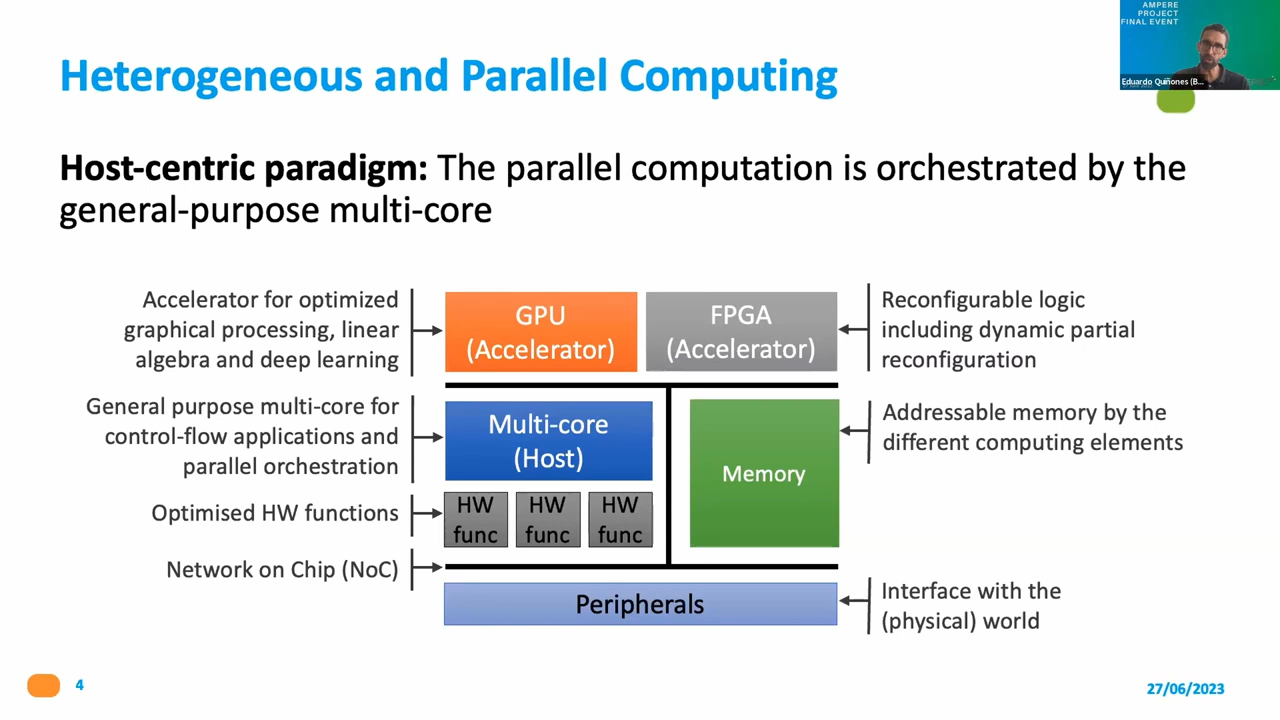 AMPERE
PROJECT
FINAL EVENT
Eduardo Quiñones (B...
Heterogeneous and Parallel Computing
Host-centric paradigm: The parallel computation is orchestrated by the
general-purpose multi-core
Accelerator for optimized
graphical processing, linear
algebra and deep learning
GPU
(Accelerator)
FPGA
(Accelerator)
Reconfigurable logic
including dynamic partial
reconfiguration
General purpose multi-core for
control-flow applications and
parallel orchestration
Multi-core
(Host)
Memory
Addressable memory by the
different computing elements
Optimised HW functions
HW
func
HW
func
HW
func
Network on Chip (NoC)
Peripherals
Interface with the
(physical) world
4
27/06/2023